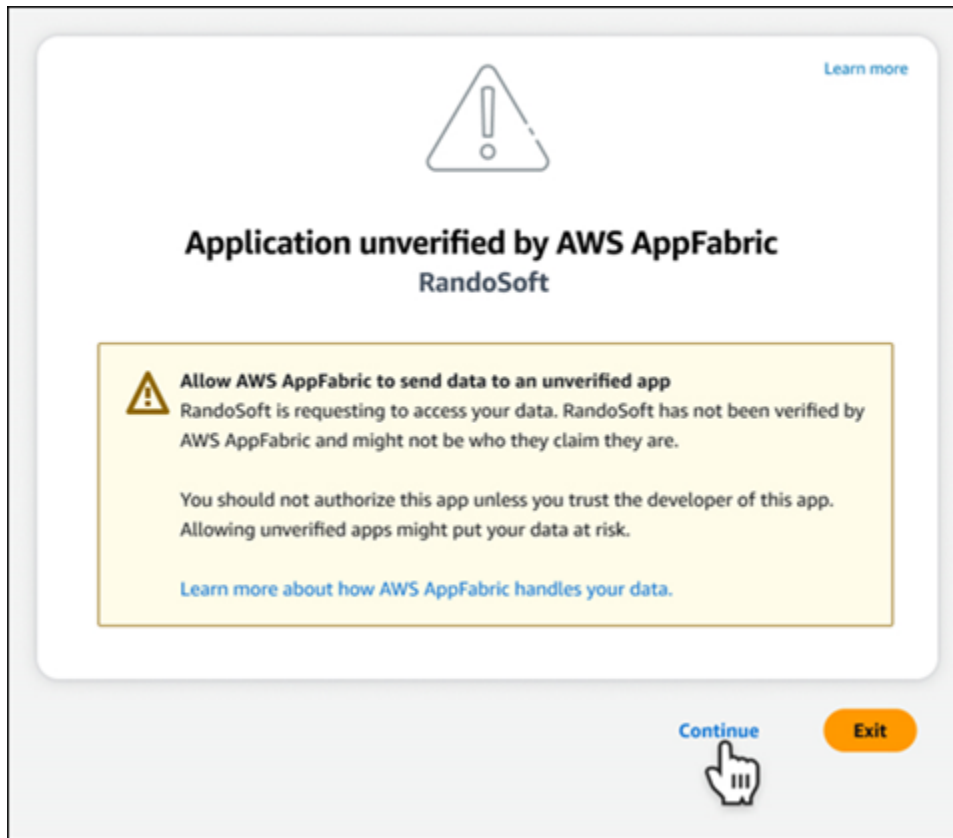 Learn more
Application unverified by AWS AppFabric
RandoSoft
Allow AWS AppFabric to send data to an unverified app
RandoSoft is requesting to access your data. RandoSoft has not been verified by
AWS AppFabric and might not be who they claim they are.
You should not authorize this app unless you trust the developer of this app.
Allowing unverified apps might put your data at risk.
Learn more about how AWS AppFabric handles your data.
Continue
Exit